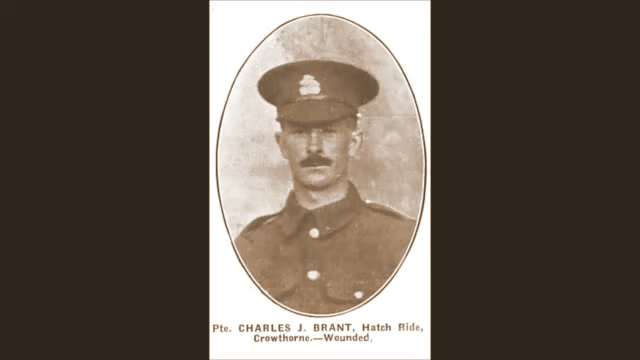 Pte. CHARLES J. BRANT, Hatch Ride,
Crowthorne.—Wounded.